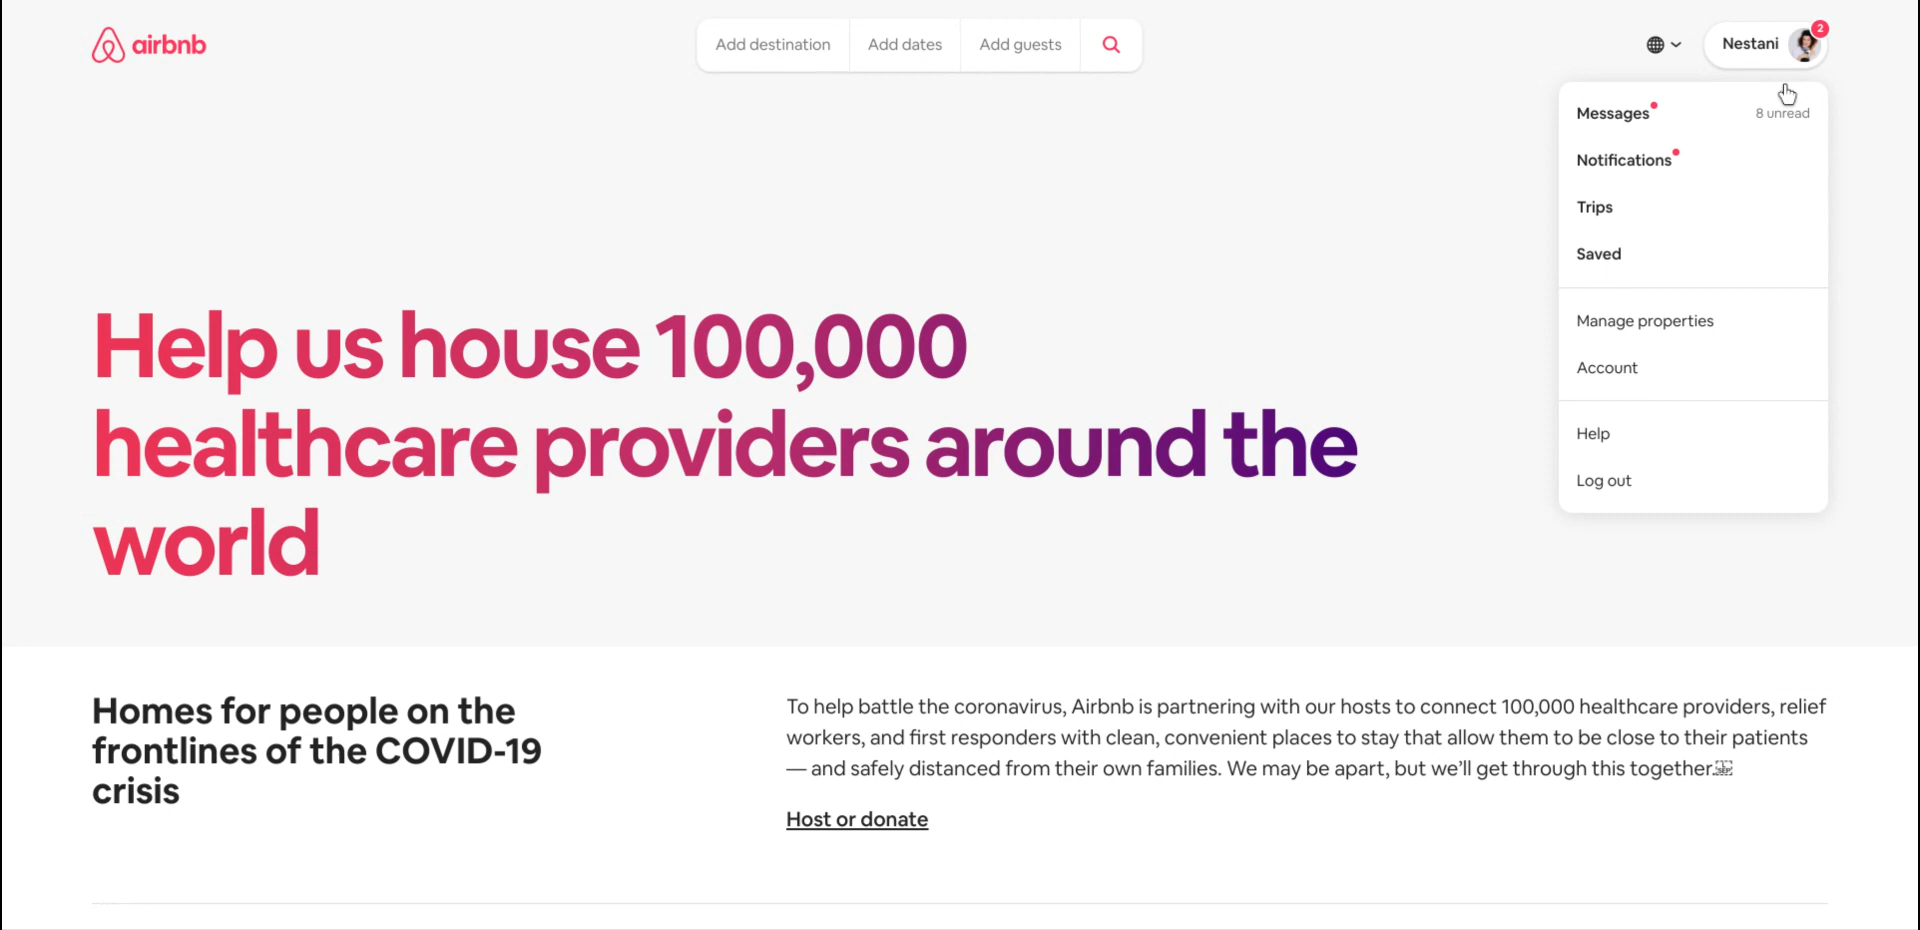 airbnb
Add destination
Add dates
Add guests
Nestani
2
Messages
8 unread
Notifications
Trips
Saved
Manage properties
Account
Help
Log out
Help us house 100,000
healthcare providers around the
world
Homes for people on the
frontlines of the COVID-19
crisis
To help battle the coronavirus, Airbnb is partnering with our hosts to connect 100,000 healthcare providers, relief
workers, and first responders with clean, convenient places to stay that allow them to be close to their patients
— and safely distanced from their own families. We may be apart, but we’ll get through this together.
Host or donate